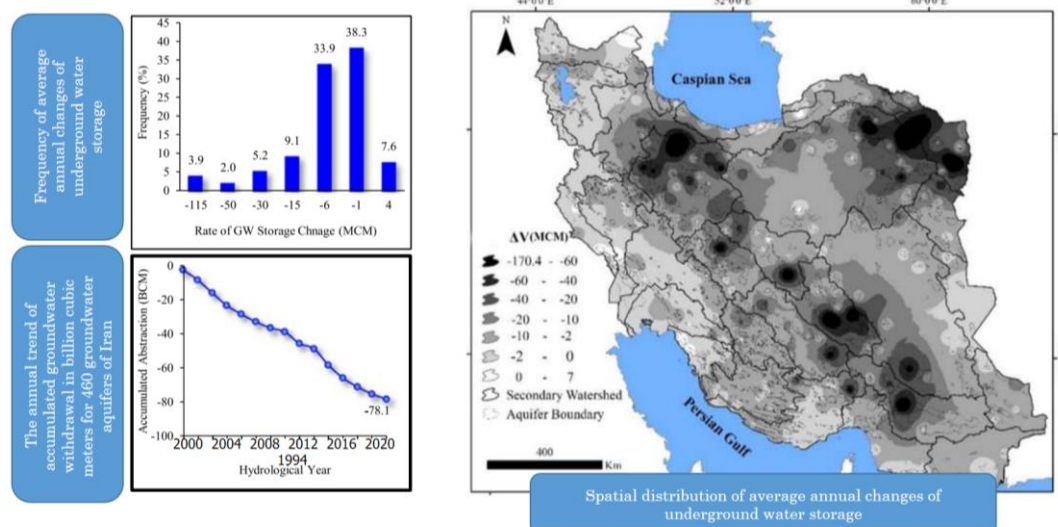 Frequency of average
annual changes of
underground water
storage
45
40
35
30
25
20
15
10
5
0
Frequency (%)
3.9
2.0
5.2
9.1
33.9
38.3
7.6
-115 -50 -30 -15 -6 -1 4
Rate of GW Storage Chnage (MCM)
The annual trend of
accumulated groundwater
withdrawal in billion cubic
meters for 460 groundwater
aquifers of Iran
0
-20
-40
-60
-80
-100
Accumulated Abstraction (BCM)
-78.1
2000 2004 2008 2012 2016 2020
1994
Hydrological Year
N
Caspian Sea
Persian Gulf
ΔV(MCM)
-170.4 - -60
-60 - -40
-40 - -20
-20 - -10
-10 - -2
-2 - 0
0 - 7
Secondary Watershed
Aquifer Boundary
400
Km
Spatial distribution of average annual changes of
underground water storage